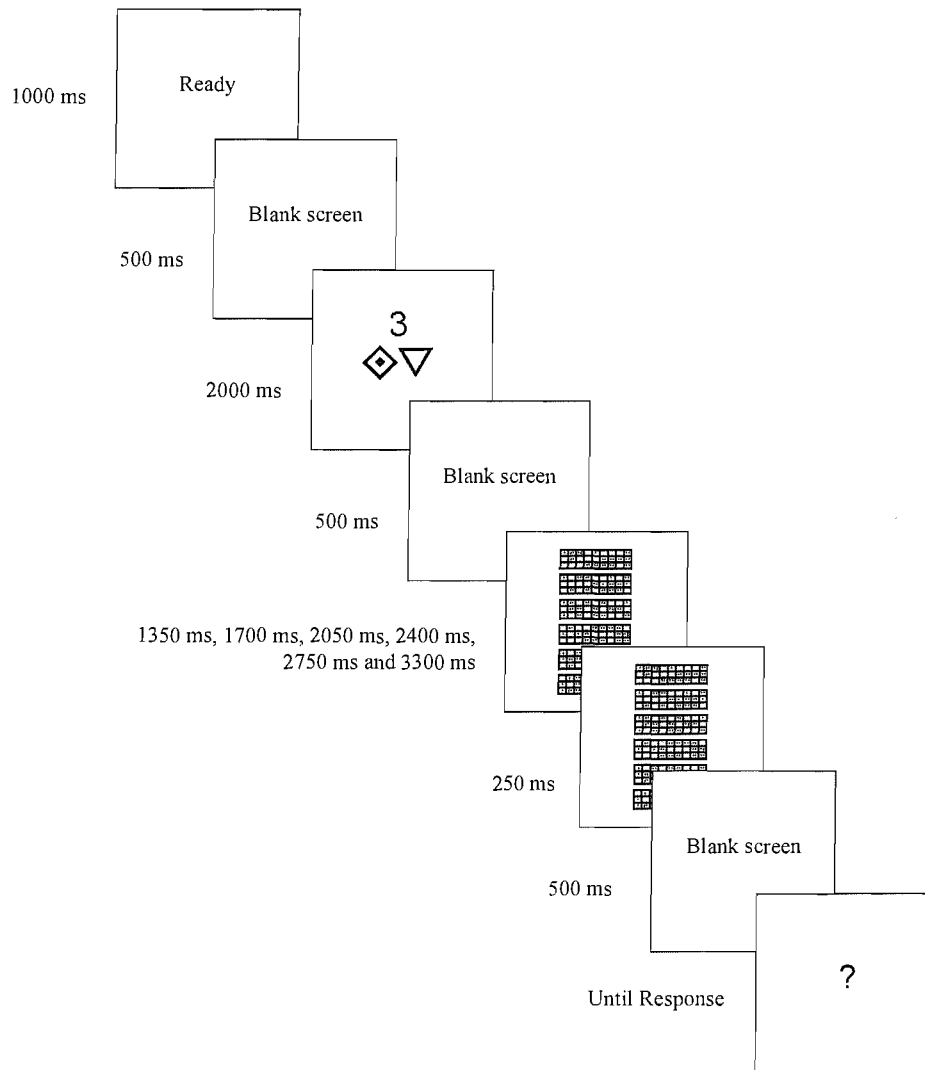 Ready
1000 ms
Blank screen
500 ms
3
2000 ms
Blank screen
500 ms
1350 ms, 1700 ms, 2050 ms, 2400 ms,
2750 ms and 3300 ms
250 ms
Blank screen
500 ms
?
Until Response